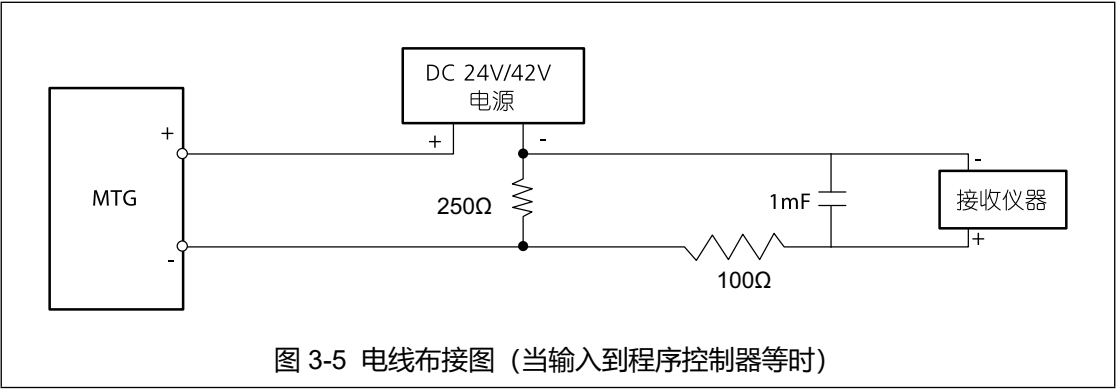 DC 24V/42V
电源
+
-
+
-
MTG
250Ω
1mF
接收仪器
-
+
100Ω
图 3-5 电线布接图（当输入到程序控制器等时）